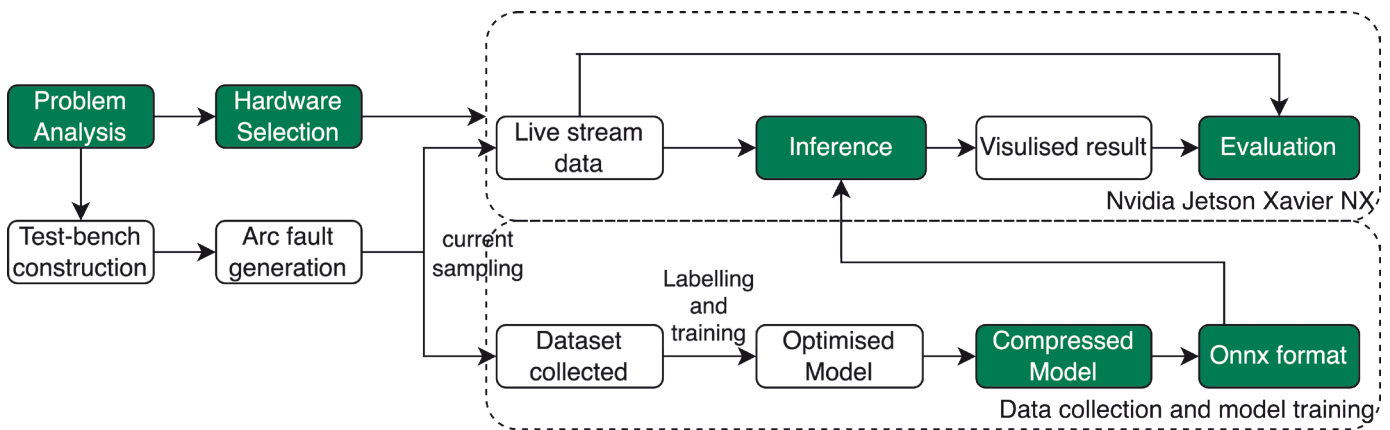 Problem
Analysis
Hardware
Selection
Live stream
data
Inference
Visulised result
Evaluation
Nvidia Jetson Xavier NX
Test-bench
construction
Arc fault
generation
current
sampling
Labelling
and
training
Dataset
collected
Optimised
Model
Compressed
Model
Onnx format
Data collection and model training